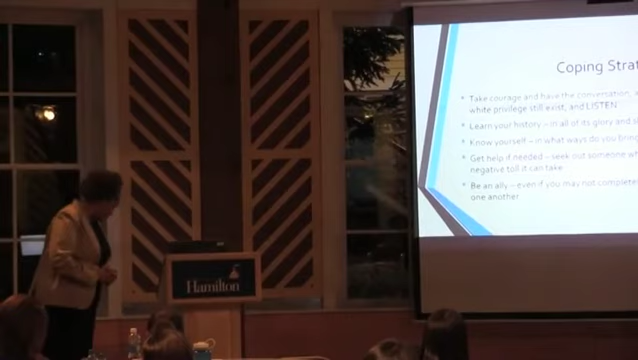 Coping Strat
Take courage and have the conversation, a
white privilege still exist, and LISTEN
Learn your history – in all of its glory and s
Know yourself – in what ways do you bring
Get help if needed – seek out someone w
negative toll it can take
Be an ally – even if you may not complete
one another
Hamilton